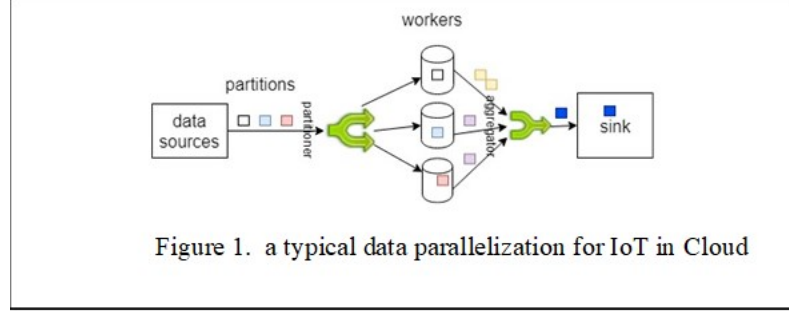 workers
partitions
partitioner
aggregator
data
sources
sink
Figure 1. a typical data parallelization for IoT in Cloud